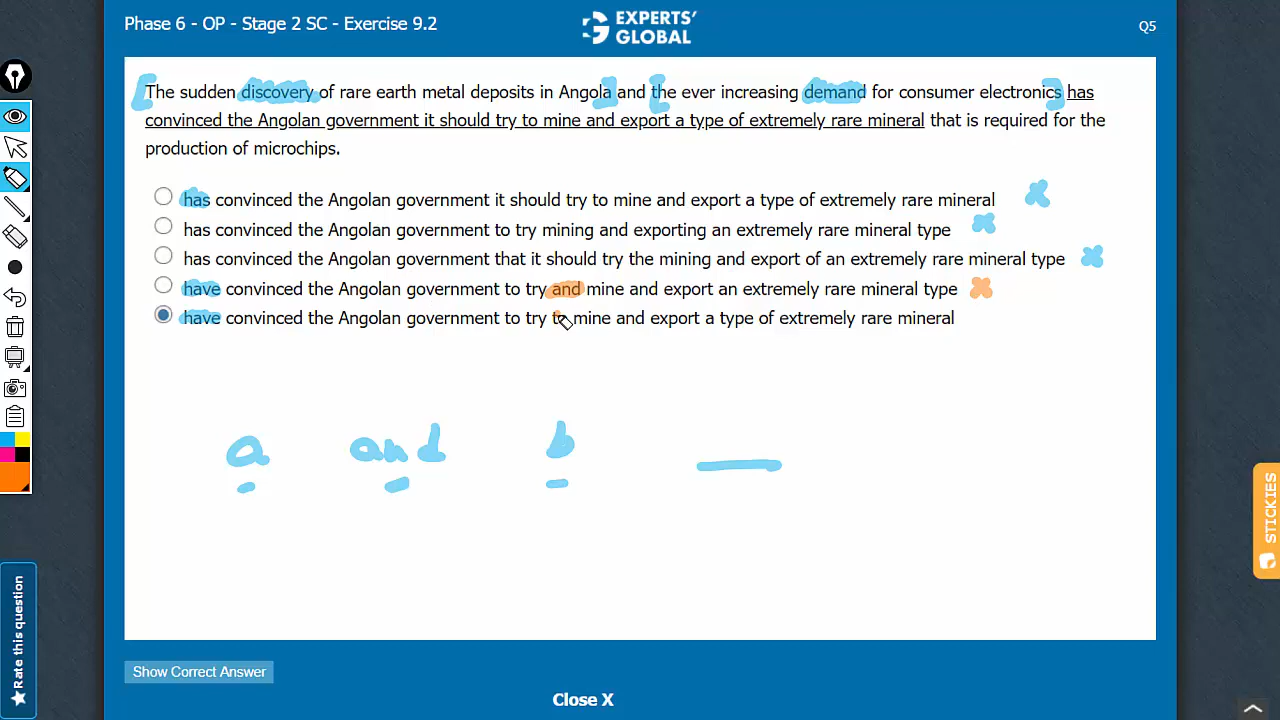 Phase 6 - OP - Stage 2 SC - Exercise 9.2
EXPERTS'
GLOBAL
Q5
The sudden discovery of rare earth metal deposits in Angola and the ever increasing demand for consumer electronics has
convinced the Angolan government it should try to mine and export a type of extremely rare mineral that is required for the
production of microchips.
has convinced the Angolan government it should try to mine and export a type of extremely rare mineral
has convinced the Angolan government to try mining and exporting an extremely rare mineral type
has convinced the Angolan government that it should try the mining and export of an extremely rare mineral type
have convinced the Angolan government to try and mine and export an extremely rare mineral type
have convinced the Angolan government to try to mine and export a type of extremely rare mineral
a and b
STICKIES
Rate this question
Show Correct Answer
Close X